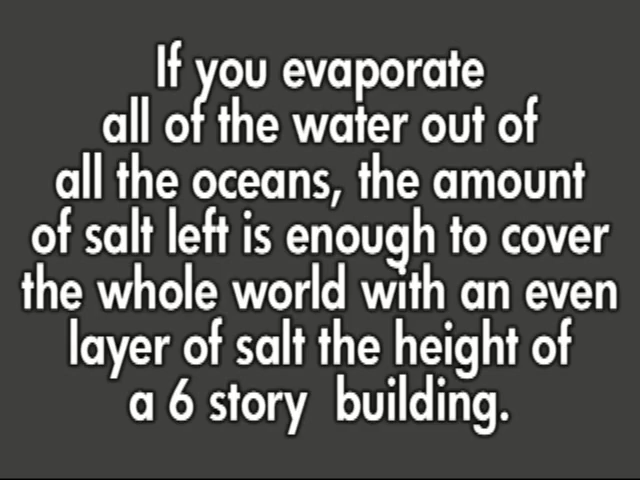 If you evaporate
all of the water out of
all the oceans, the amount
of salt left is enough to cover
the whole world with an even
layer of salt the height of
a 6 story  building.